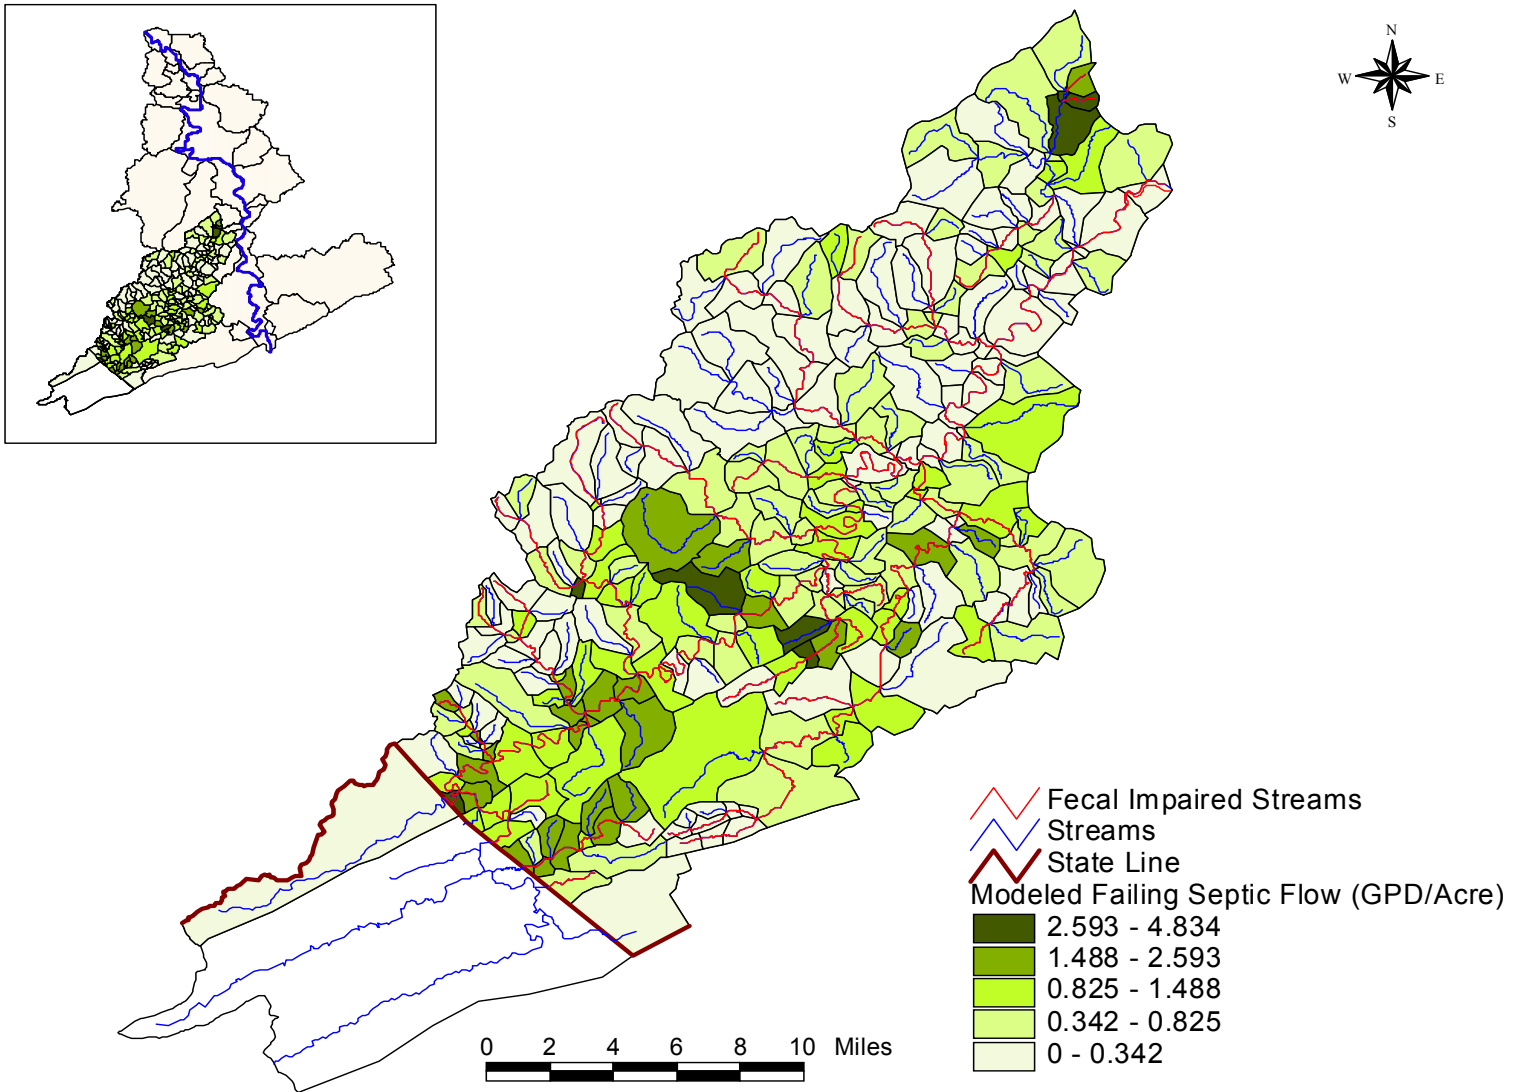 N
W E
S
Fecal Impaired Streams
Streams
State Line
Modeled Failing Septic Flow (GPD/Acre)
2.593 - 4.834
1.488 - 2.593
0.825 - 1.488
0.342 - 0.825
0 - 0.342
0 2 4 6 8 10 Miles